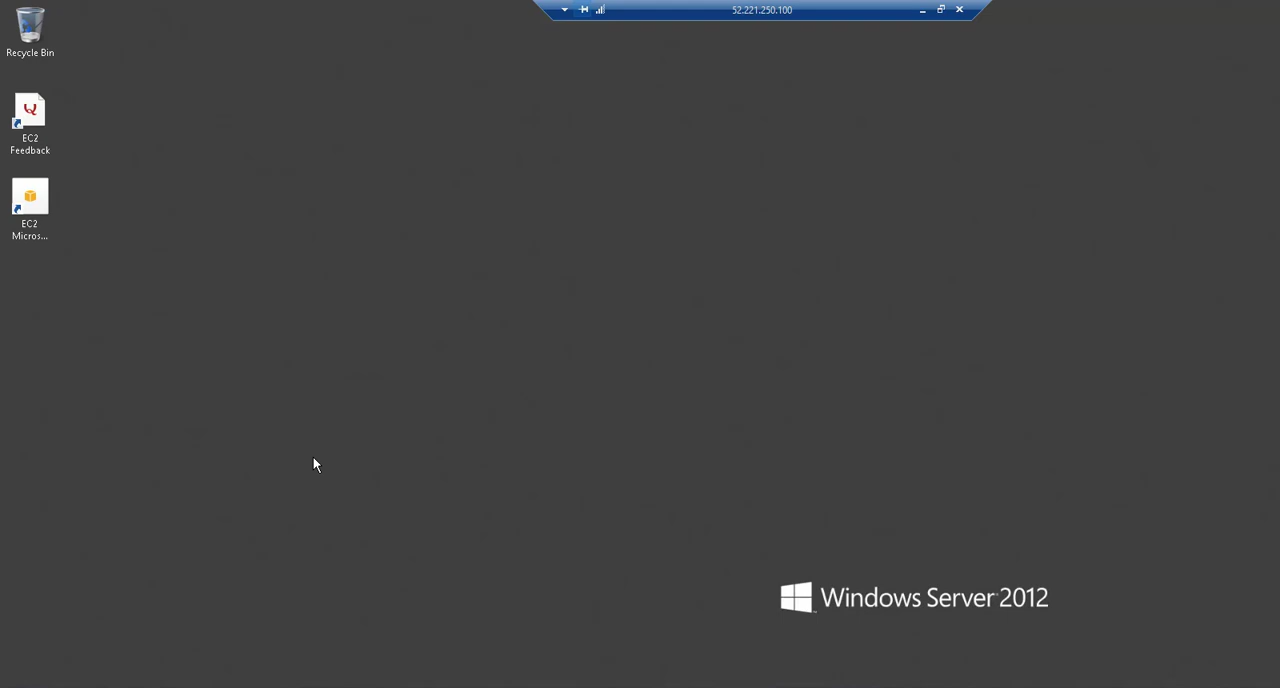 52.221.250.100
Recycle Bin
EC2
Feedback
EC2
Micros...
Windows Server 2012